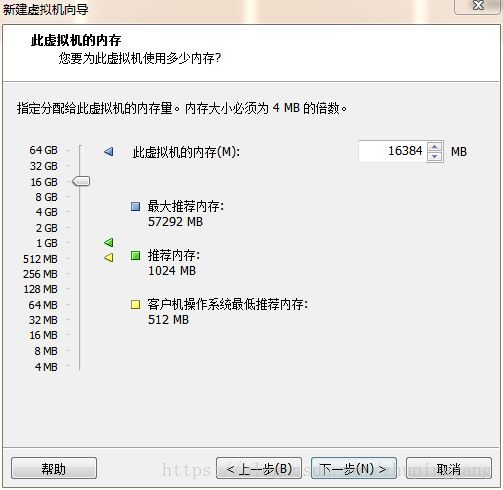 新建虚拟机向导
此虚拟机的内存
您要为此虚拟机使用多少内存?
指定分配给此虚拟机的内存量。内存大小必须为 4 MB 的倍数。
64 GB
此虚拟机的内存(M):
16384
MB
32 GB
16 GB
8 GB
4 GB
2 GB
1 GB
512 MB
256 MB
128 MB
64 MB
32 MB
16 MB
8 MB
4 MB
最大推荐内存:
57292 MB
推荐内存:
1024 MB
客户机操作系统最低推荐内存:
512 MB
帮助
< 上一步(B)
下一步(N) >
取消